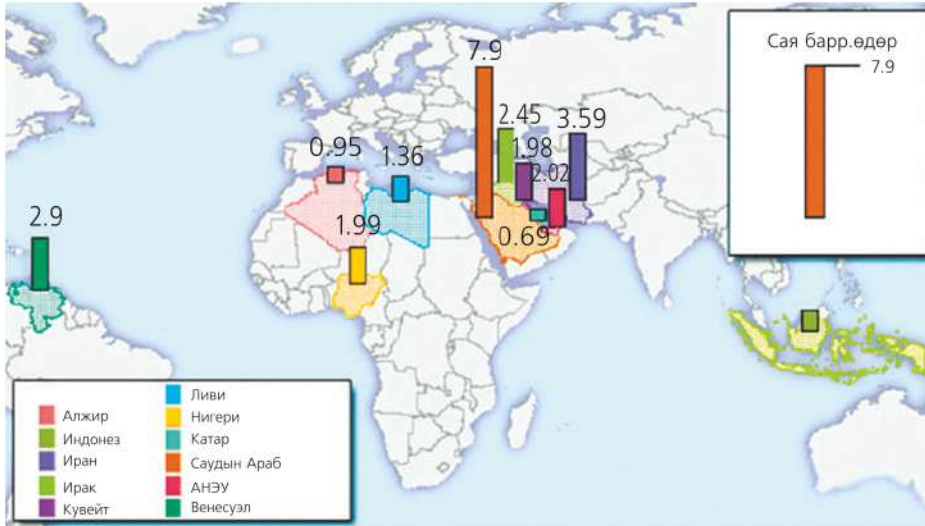 Сая барр.өдөр
7.9
7.9
2.45
3.59
1.98
2.02
0.95
1.36
0.69
1.99
2.9
Алжир
Индонез
Иран
Ирак
Кувейт
Ливи
Нигери
Катар
Саудын Араб
АНЭУ
Венесуэл